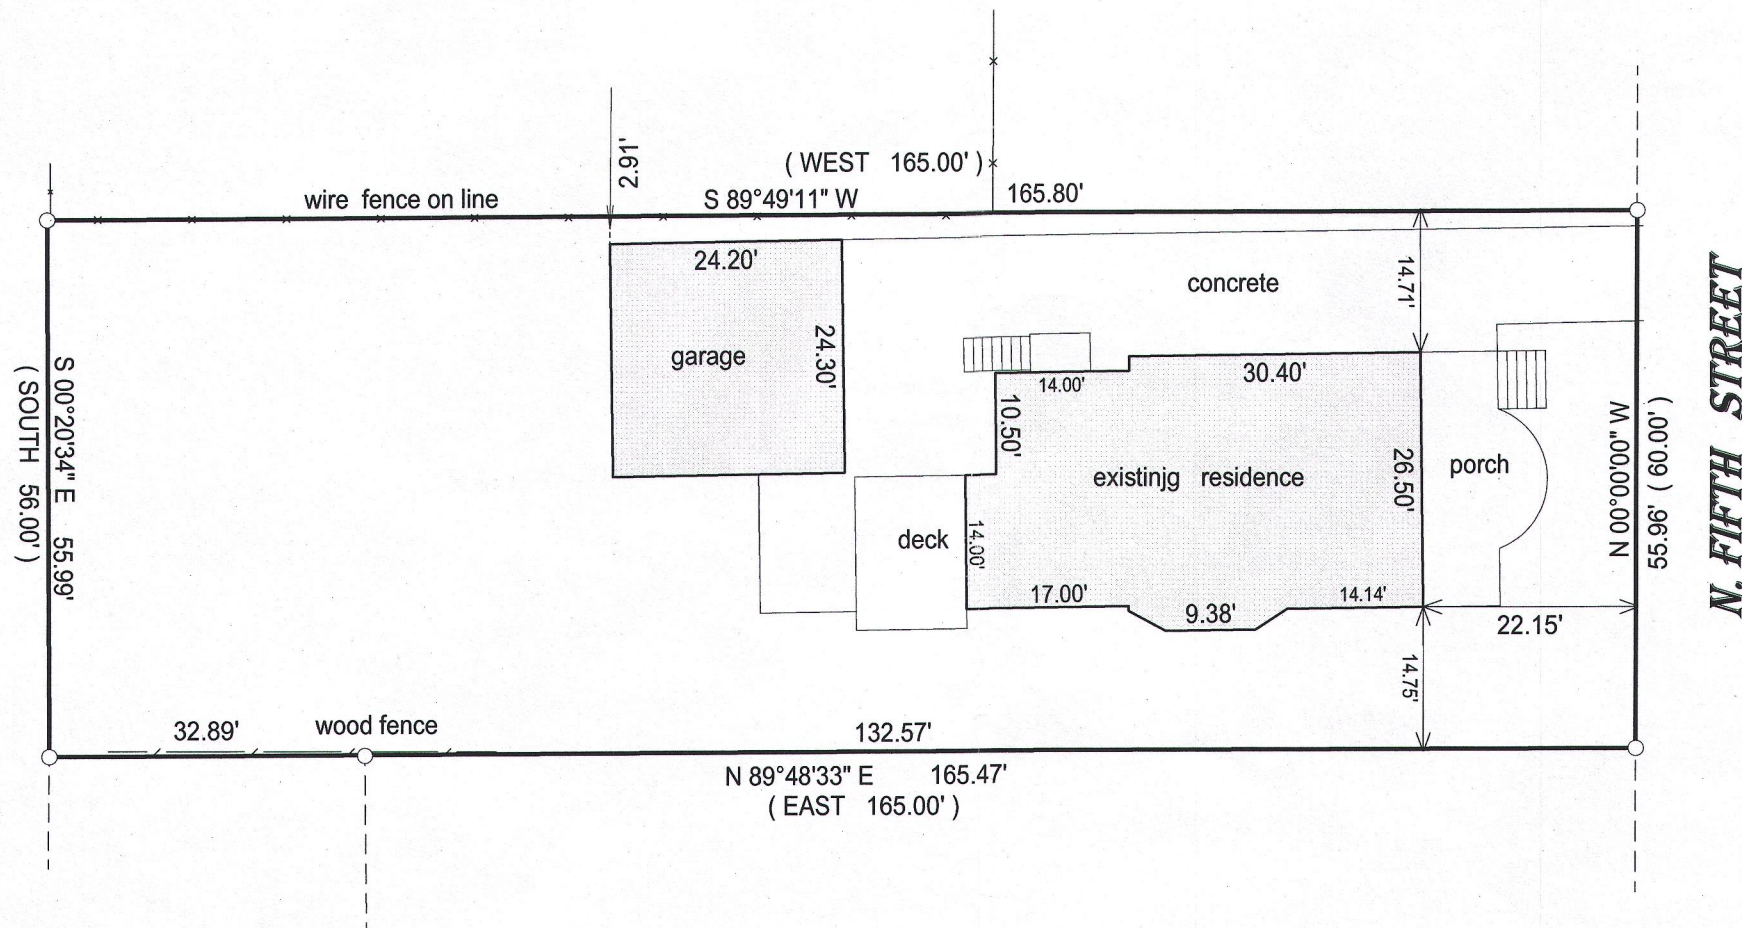 2.91'
( WEST 165.00' )
wire fence on line
S 89°49'11" W
165.80'
24.20'
24.30'
garage
concrete
14.71'
14.00'
30.40'
10.50'
existinjg residence
26.50'
porch
deck
14.00'
17.00'
9.38'
14.14'
22.15'
14.75'
S 00°20'34" E 55.99'
( SOUTH 56.00' )
N 00°00'00" W
55.96' ( 60.00' )
N. FIFTH STREET
32.89'
wood fence
132.57'
N 89°48'33" E 165.47'
( EAST 165.00' )